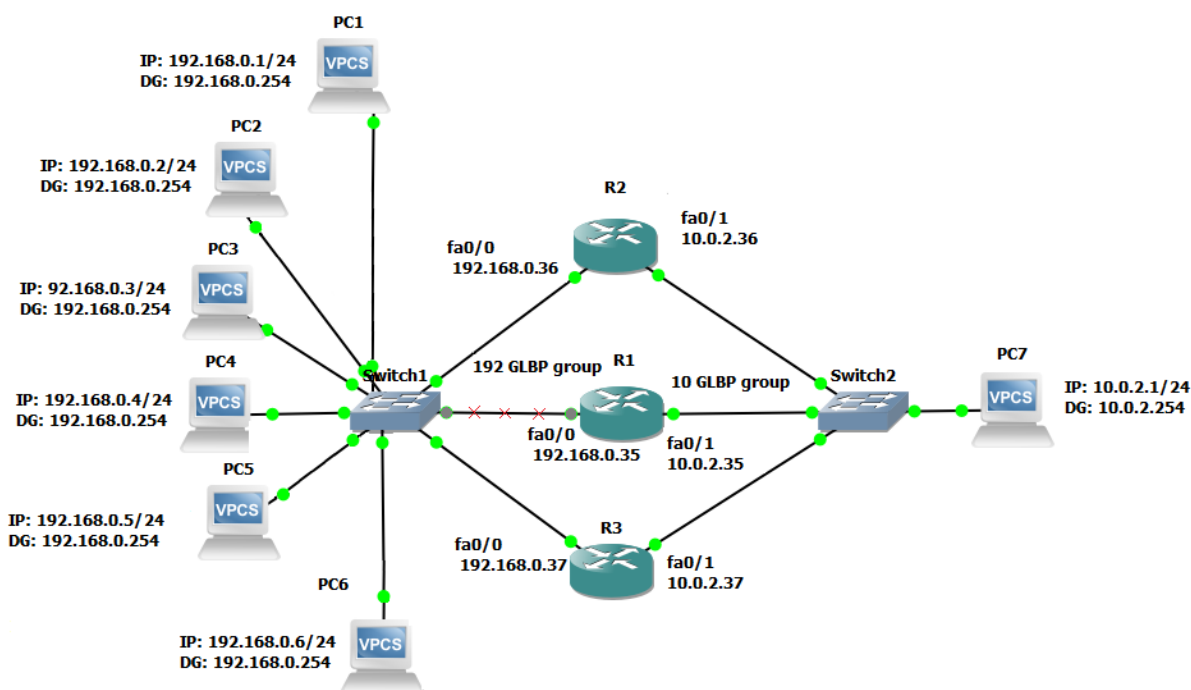 PC1
IP: 192.168.0.1/24
DG: 192.168.0.254
VPCS
PC2
IP: 192.168.0.2/24
DG: 192.168.0.254
VPCS
PC3
IP: 92.168.0.3/24
DG: 192.168.0.254
VPCS
PC4
IP: 192.168.0.4/24
DG: 192.168.0.254
VPCS
PC5
IP: 192.168.0.5/24
DG: 192.168.0.254
VPCS
PC6
IP: 192.168.0.6/24
DG: 192.168.0.254
VPCS
Switch1
R2
fa0/0
192.168.0.36
fa0/1
10.0.2.36
192 GLBP group
R1
10 GLBP group
fa0/0
192.168.0.35
fa0/1
10.0.2.35
R3
fa0/0
192.168.0.37
fa0/1
10.0.2.37
Switch2
PC7
VPCS
IP: 10.0.2.1/24
DG: 10.0.2.254